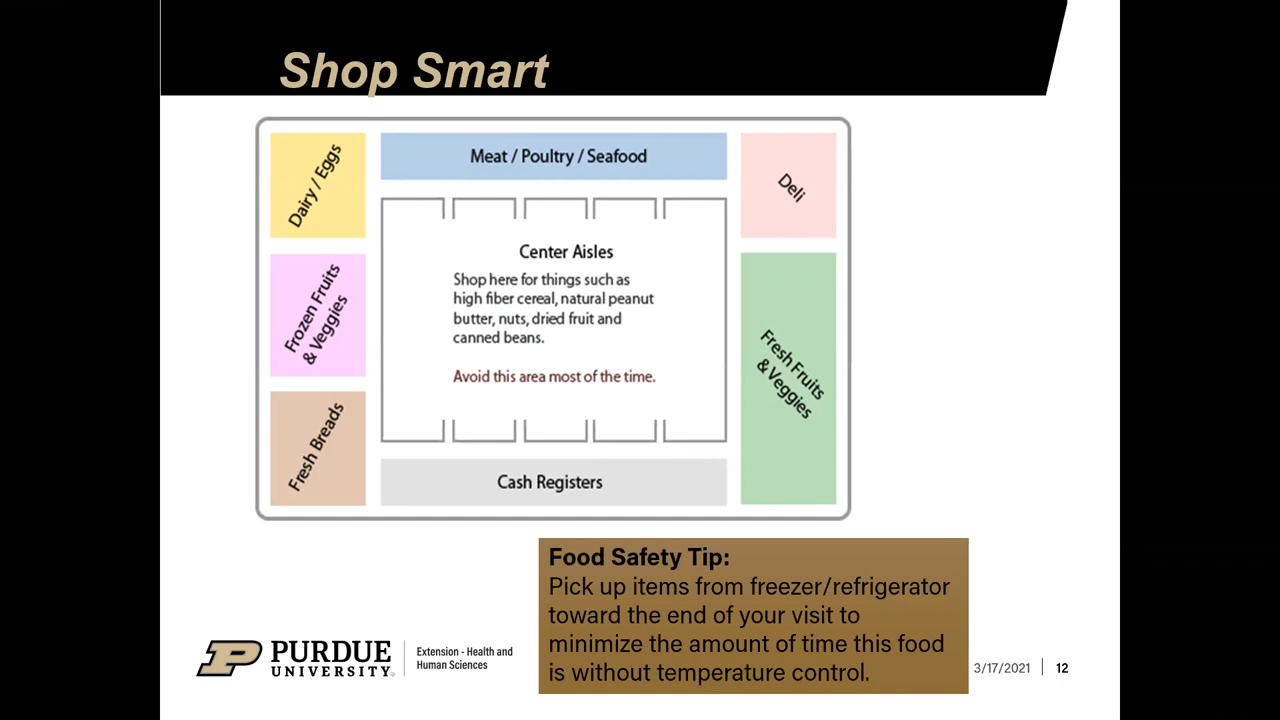 Shop Smart
Dairy / Eggs
Meat / Poultry / Seafood
Deli
Frozen Fruits
& Veggies
Center Aisles
Shop here for things such as
high fiber cereal, natural peanut
butter, nuts, dried fruit and
canned beans.
Avoid this area most of the time.
Fresh Fruits
& Veggies
Fresh Breads
Cash Registers
Food Safety Tip:
Pick up items from freezer/refrigerator
toward the end of your visit to
minimize the amount of time this food
is without temperature control.
P
PURDUE
UNIVERSITY®
Extension - Health and
Human Sciences
3/17/2021
12